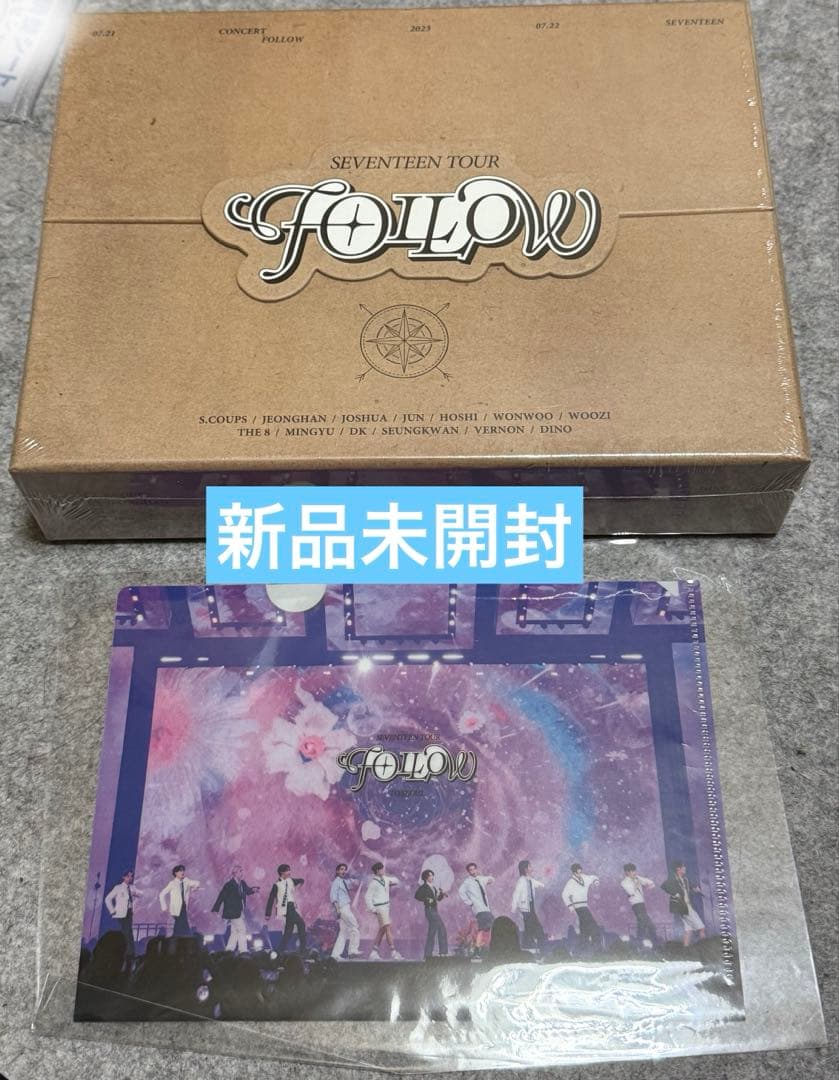 07.21
CONCERT
FOLLOW
2023
07.22
SEVENTEEN
SEVENTEEN TOUR
FOLLOW
S.COUPS / JEONGHAN / JOSHUA / JUN / HOSHI / WONWOO / WOOZI
THE 8 / MINGYU / DK / SEUNGKWAN / VERNON / DINO
新品未開封
SEVENTEEN TOUR
FOLLOW